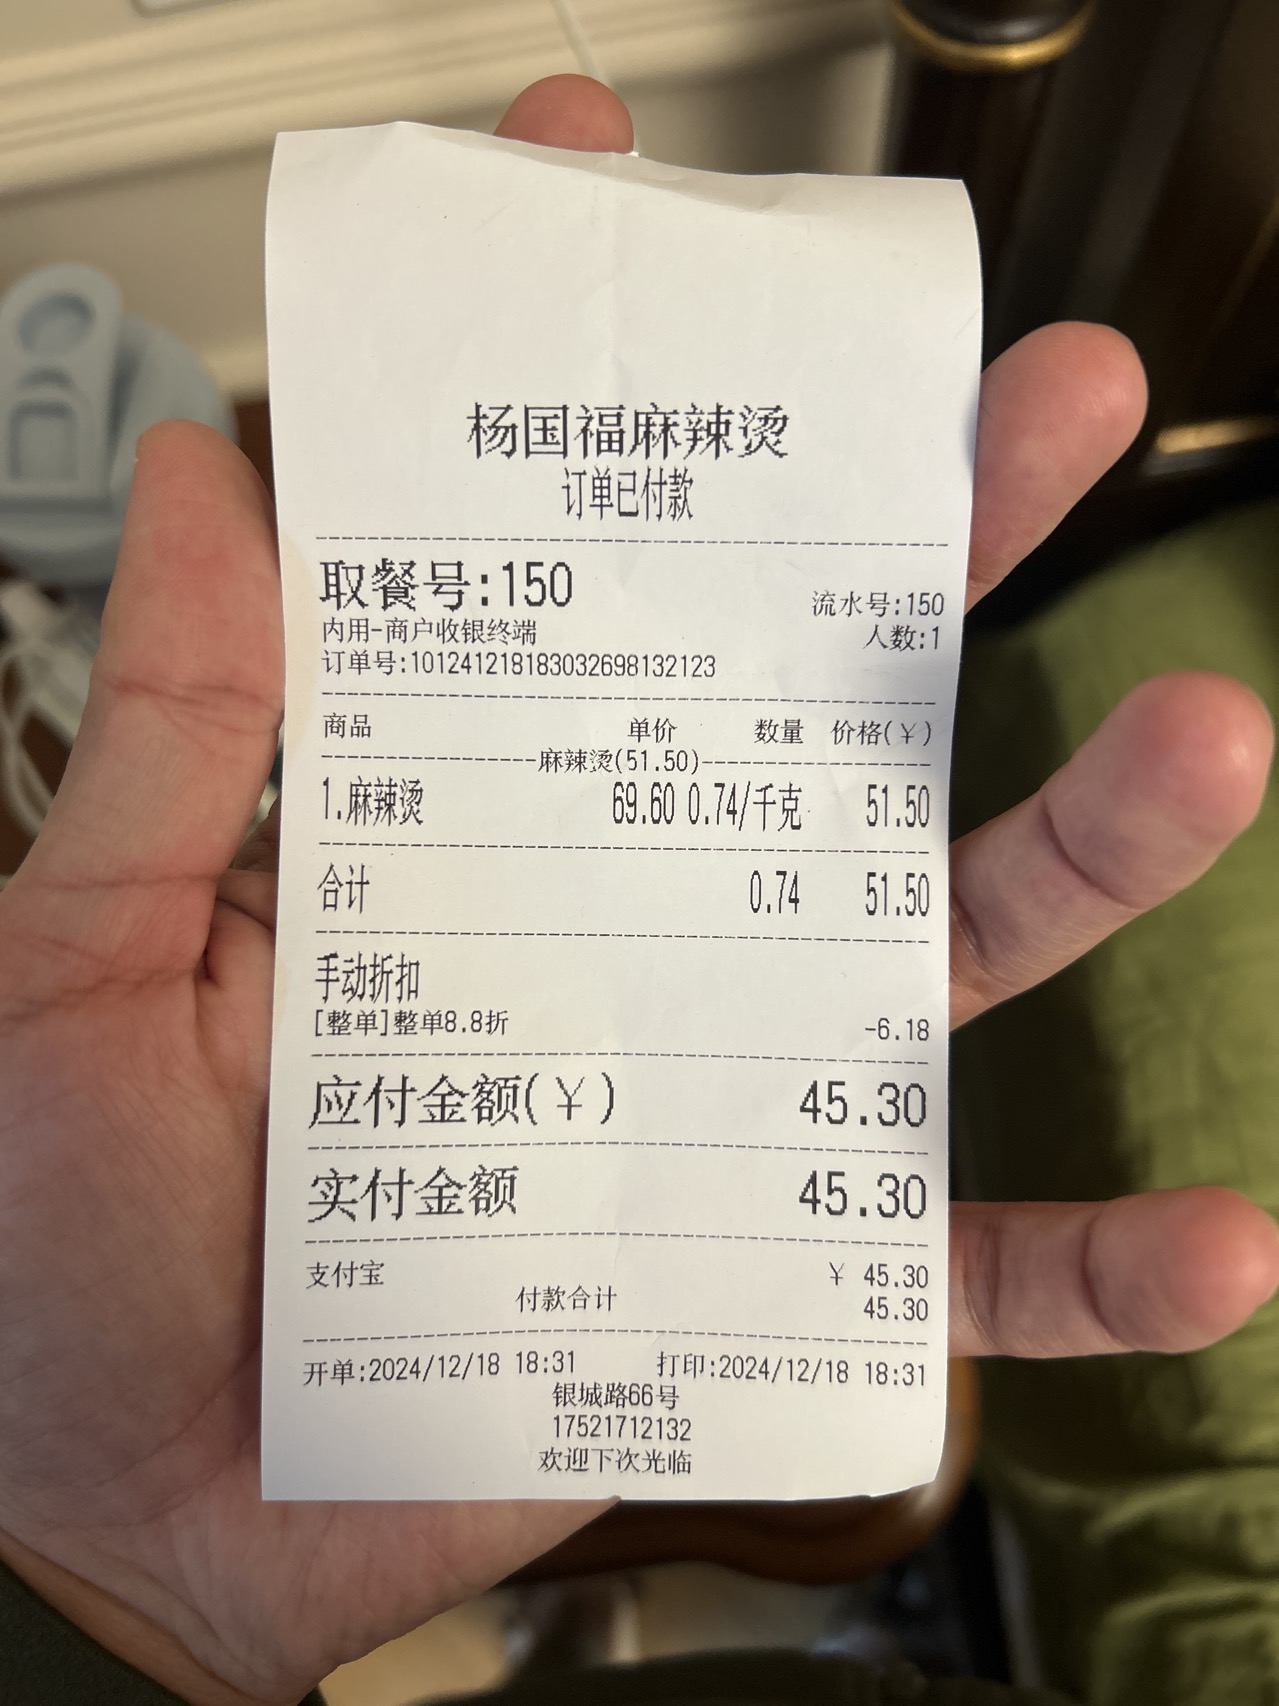 杨国福麻辣烫
订单已付款
取餐号:150 流水号:150
内用-商户收银终端 人数:1
订单号:101241218183032698132123
商品 单价 数量 价格(¥)
麻辣烫(51.50)
1.麻辣烫 69.60 0.74/千克 51.50
合计 0.74 51.50
手动折扣
[整单]整单8.8折 -6.18
应付金额(¥) 45.30
实付金额 45.30
支付宝 ¥ 45.30
付款合计 45.30
开单:2024/12/18 18:31 打印:2024/12/18 18:31
银城路66号
17521712132
欢迎下次光临